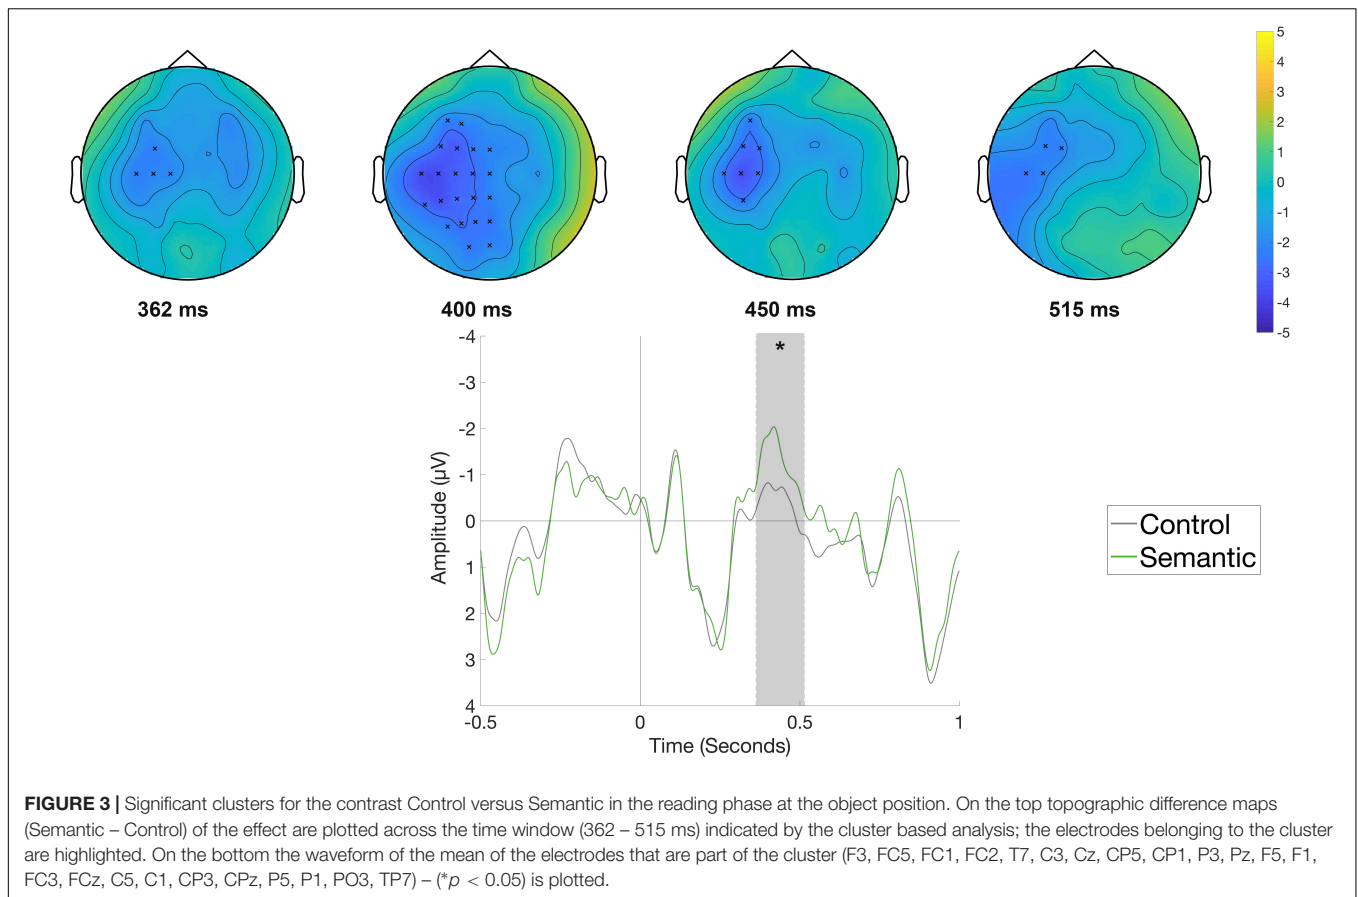 5
4
3
2
1
0
-1
-2
-3
-4
-5
362 ms
400 ms
450 ms
515 ms
-4
-3
-2
-1
0
1
2
3
4
Amplitude (µV)
*
-0.5
0
0.5
1
Time (Seconds)
Control
Semantic
FIGURE 3 | Significant clusters for the contrast Control versus Semantic in the reading phase at the object position. On the top topographic difference maps
(Semantic – Control) of the effect are plotted across the time window (362 – 515 ms) indicated by the cluster based analysis; the electrodes belonging to the cluster
are highlighted. On the bottom the waveform of the mean of the electrodes that are part of the cluster (F3, FC5, FC1, FC2, T7, C3, Cz, CP5, CP1, P3, Pz, F5, F1,
FC3, FCz, C5, C1, CP3, CPz, P5, P1, PO3, TP7) – (*p < 0.05) is plotted.